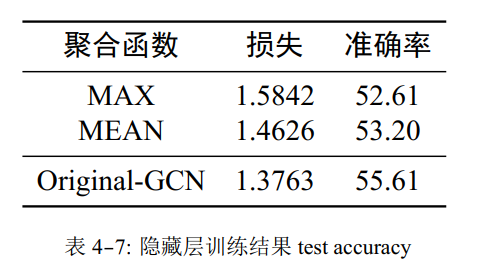 聚合函数 损失 准确率
MAX 1.5842 52.61
MEAN 1.4626 53.20
Original-GCN 1.3763 55.61
表 4-7: 隐藏层训练结果 test accuracy